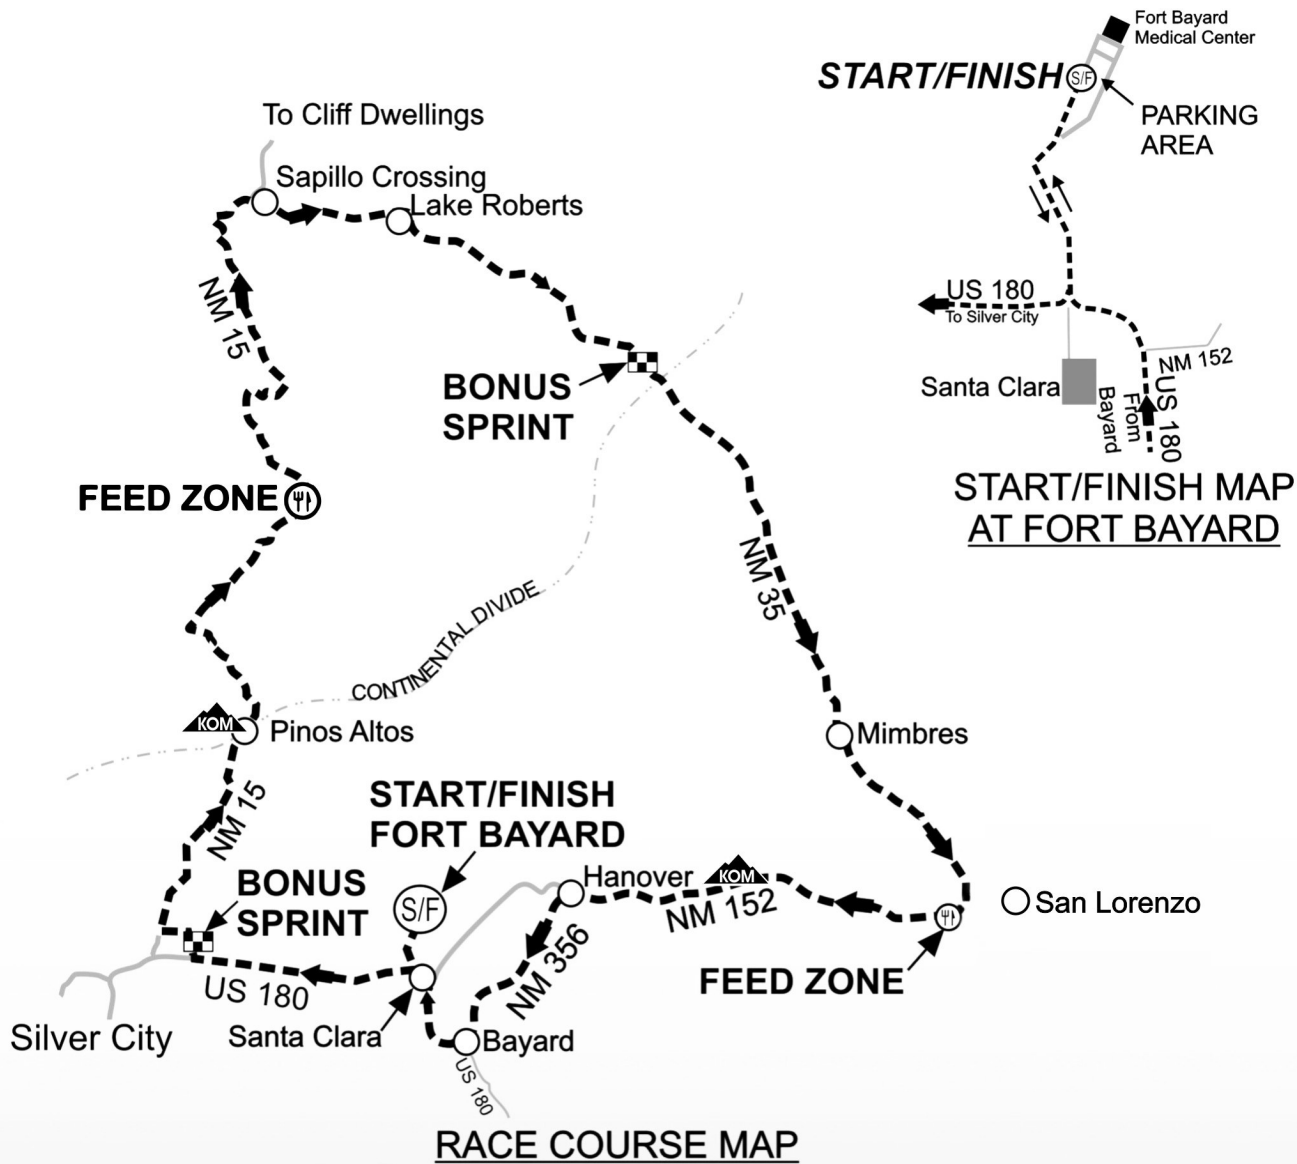 Fort Bayard
Medical Center
START/FINISH
S/F
PARKING
AREA
US 180
To Silver City
NM 152
Santa Clara
From
Bayard
US 180
START/FINISH MAP
AT FORT BAYARD
To Cliff Dwellings
Sapillo Crossing
Lake Roberts
NM 15
BONUS
SPRINT
FEED ZONE
NM 35
CONTINENTAL DIVIDE
KOM
Pinos Altos
Mimbres
NM 15
START/FINISH
FORT BAYARD
BONUS
SPRINT
S/F
Hanover
KOM
NM 152
San Lorenzo
FEED ZONE
NM 356
US 180
Silver City
Santa Clara
Bayard
US 180
RACE COURSE MAP